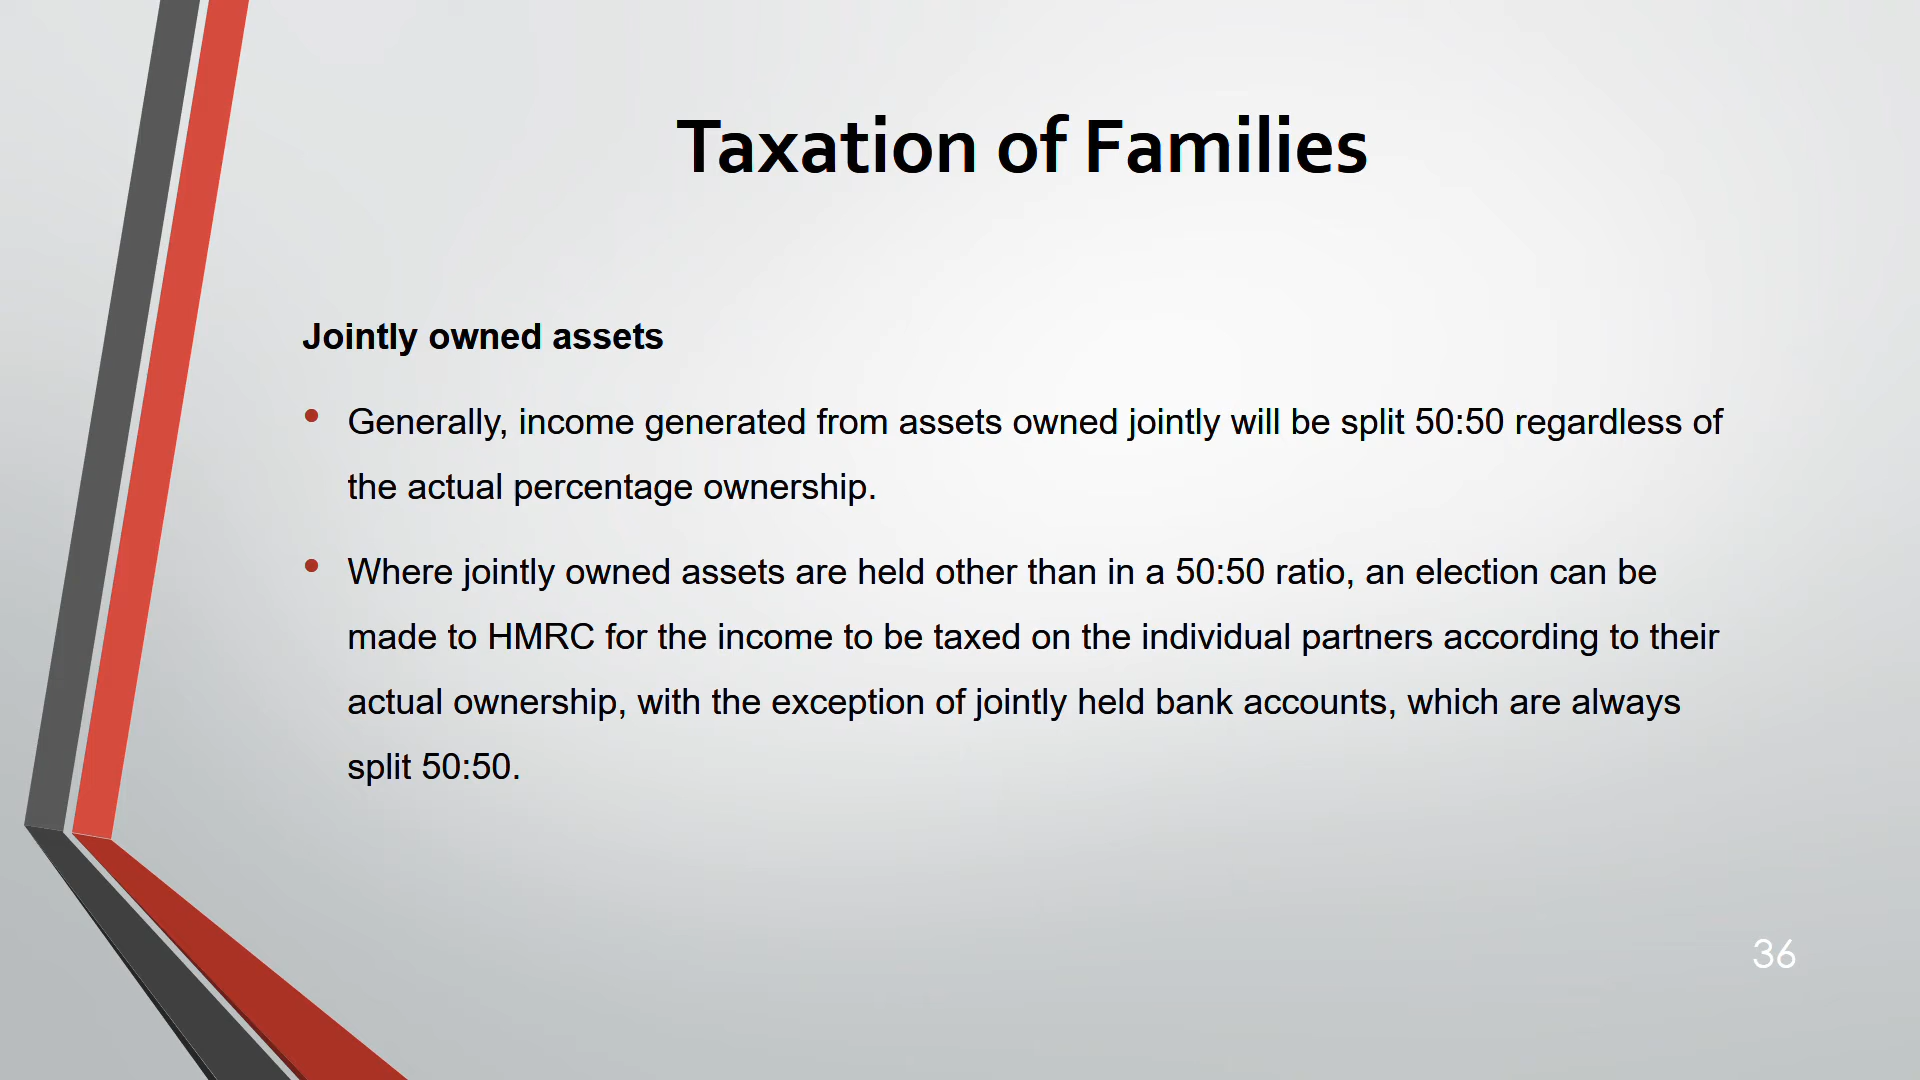 Taxation of Families
Jointly owned assets
• Generally, income generated from assets owned jointly will be split 50:50 regardless of
the actual percentage ownership.
• Where jointly owned assets are held other than in a 50:50 ratio, an election can be
made to HMRC for the income to be taxed on the individual partners according to their
actual ownership, with the exception of jointly held bank accounts, which are always
split 50:50.
36